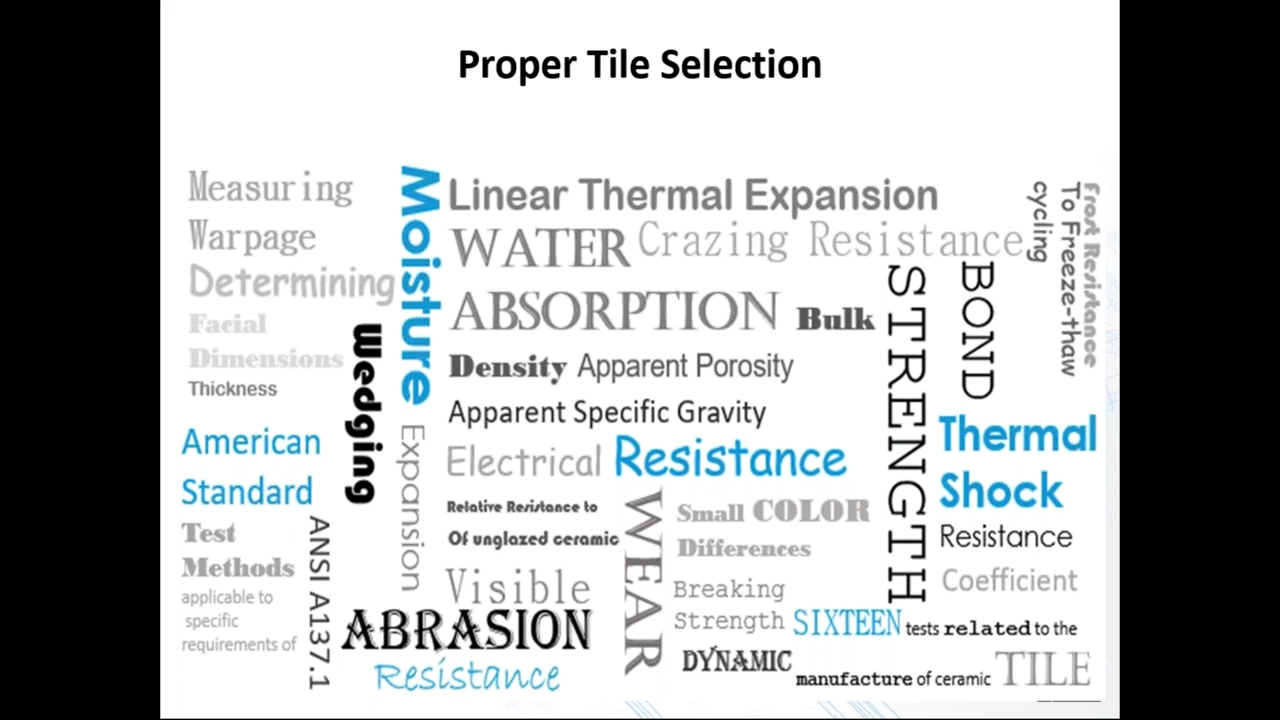 Proper Tile Selection
Measuring
Warpage
Determining
Facial
Dimensions
Thickness
American
Standard
Test
Methods
applicable to
specific
requirements of
ANSI A137.1
Wedging
Moisture
Expansion
Linear Thermal Expansion
WATER Crazing Resistance
ABSORPTION Bulk
Density Apparent Porosity
Apparent Specific Gravity
Electrical Resistance
Relative Resistance to
Of unglazed ceramic
Visible
ABRASION
Resistance
WEAR
Small COLOR
Differences
Breaking
Strength SIXTEEN tests related to the
DYNAMIC manufacture of ceramic TILE
STRENGTH
BOND
Frost Resistance
To Freeze-thaw
cycling
Thermal
Shock
Resistance
Coefficient